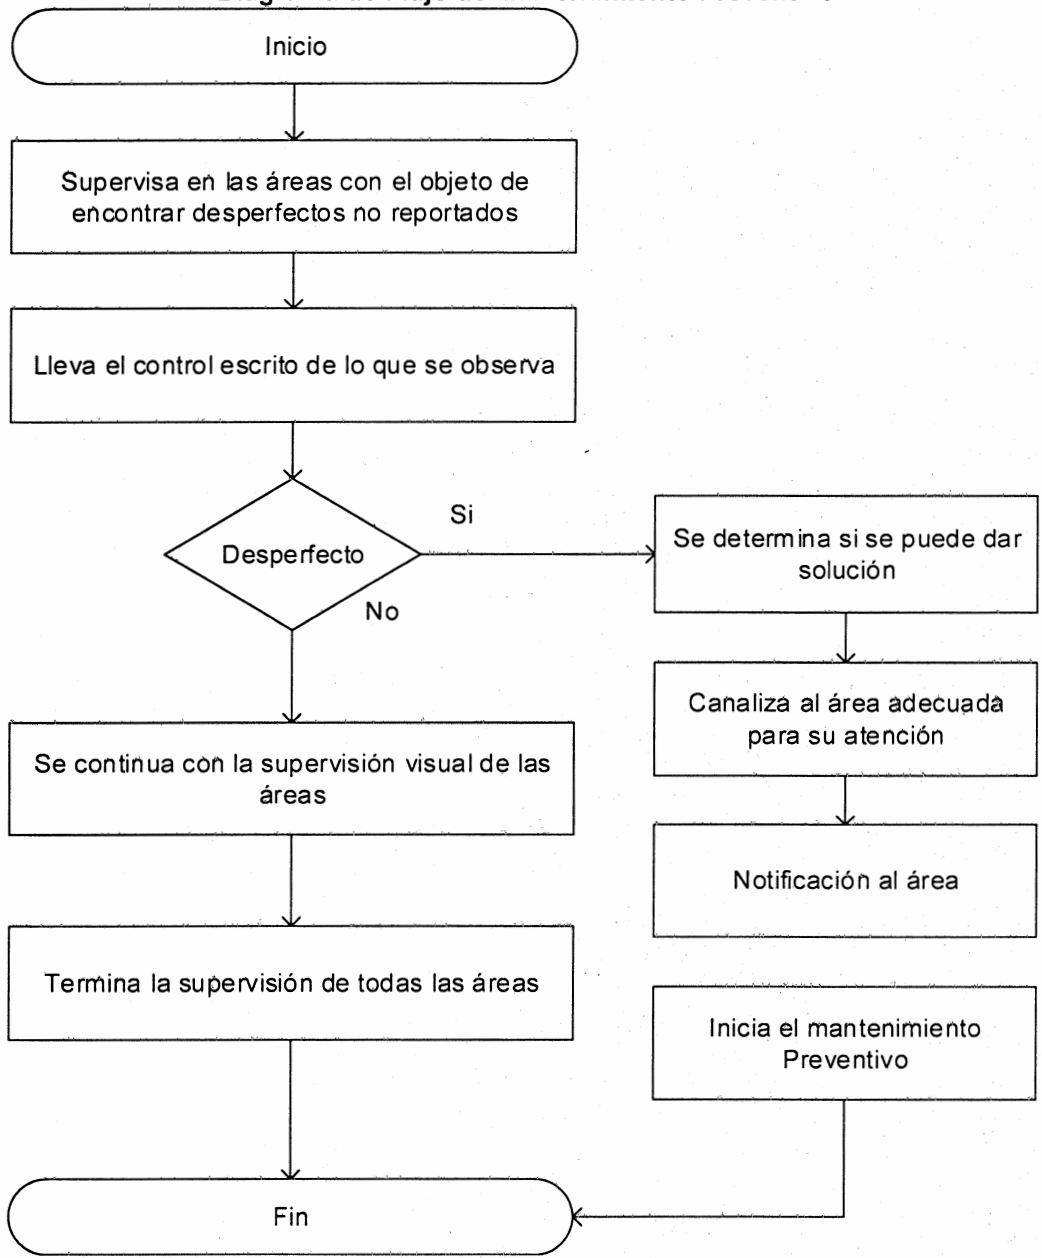 Inicio
Supervisa en las áreas con el objeto de
encontrar desperfectos no reportados
Lleva el control escrito de lo que se observa
Desperfecto
Si
No
Se determina si se puede dar
solución
Canaliza al área adecuada
para su atención
Notificación al área
Inicia el mantenimiento
Preventivo
Se continua con la supervisión visual de las
áreas
Termina la supervisión de todas las áreas
Fin